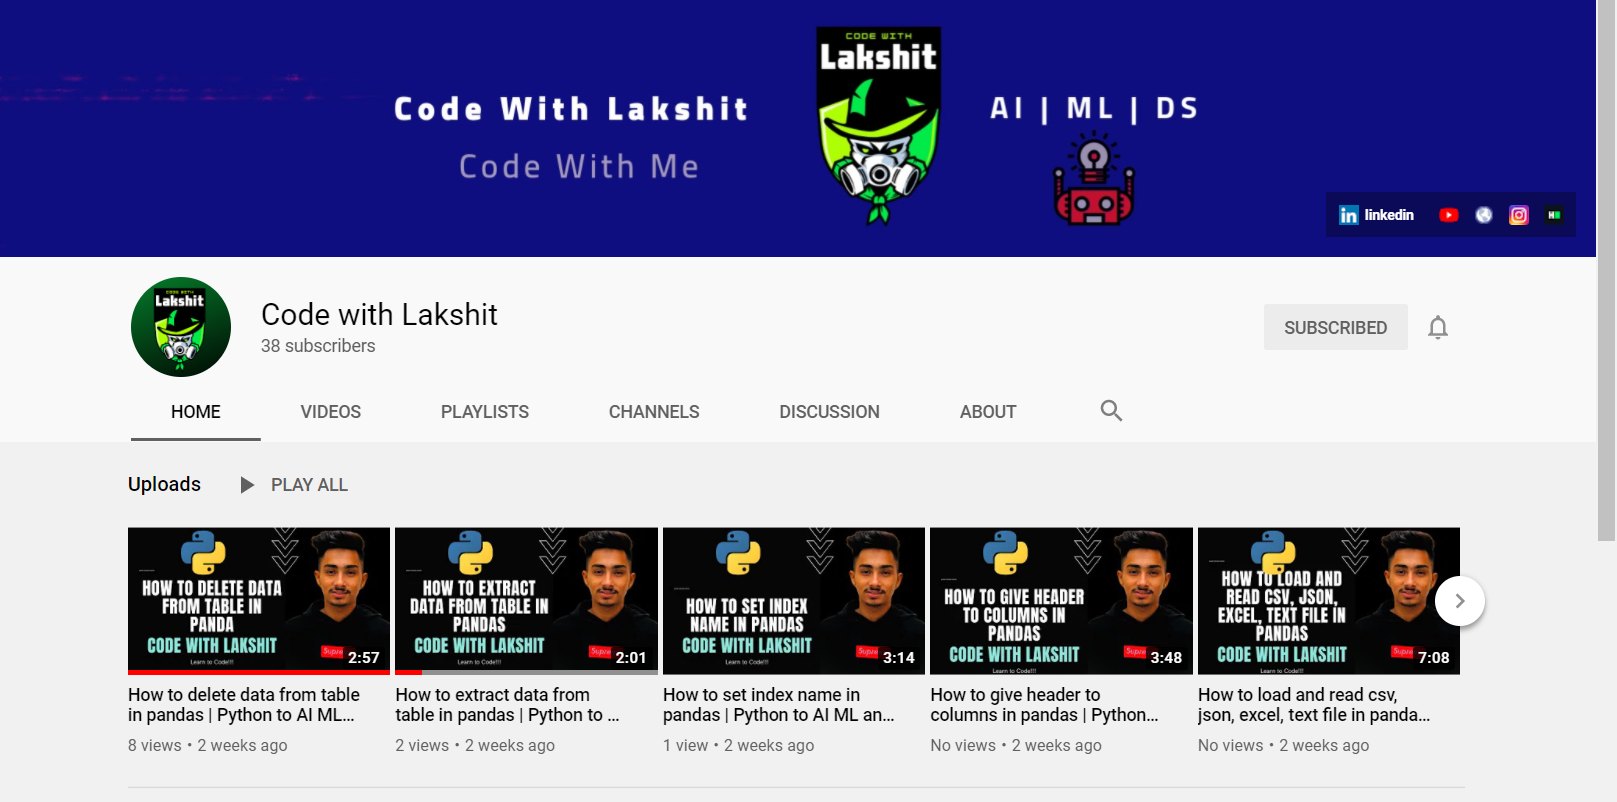 CODE WITH
Lakshit
Code With Lakshit
AI | ML | DS
Code With Me
linkedin
CODE WITH
Lakshit
Code with Lakshit
38 subscribers
SUBSCRIBED
HOME
VIDEOS
PLAYLISTS
CHANNELS
DISCUSSION
ABOUT
Uploads
PLAY ALL
HOW TO DELETE DATA
FROM TABLE IN
PANDA
CODE WITH LAKSHIT
Learn to Code!!!
Supre
2:57
How to delete data from table
in pandas | Python to AI ML...
8 views • 2 weeks ago
HOW TO EXTRACT
DATA FROM TABLE IN
PANDAS
CODE WITH LAKSHIT
Learn to Code!!!
Supre
2:01
How to extract data from
table in pandas | Python to ...
2 views • 2 weeks ago
HOW TO SET INDEX
NAME IN PANDAS
CODE WITH LAKSHIT
Learn to Code!!!
Supre
3:14
How to set index name in
pandas | Python to AI ML an...
1 view • 2 weeks ago
HOW TO GIVE HEADER
TO COLUMNS IN
PANDAS
CODE WITH LAKSHIT
Learn to Code!!!
Supre
3:48
How to give header to
columns in pandas | Python...
No views • 2 weeks ago
HOW TO LOAD AND
READ CSV, JSON,
EXCEL, TEXT FILE IN
PANDAS
CODE WITH LAKSHIT
Learn to Code!!!
Supre
7:08
How to load and read csv,
json, excel, text file in panda...
No views • 2 weeks ago